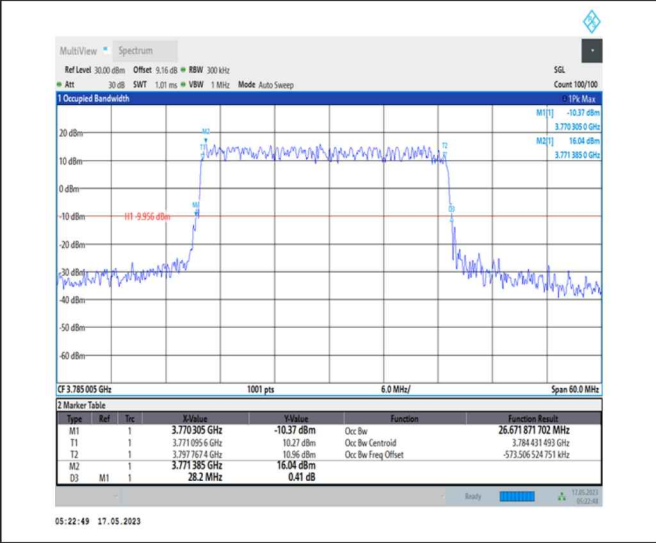 MultiView Spectrum
Ref Level 30.00 dBm Offset 9.16 dB RBW 300 kHz SGL
Att 30 dB SWT 1.01 ms VBW 1 MHz Mode Auto Sweep Count 100/100
1 Occupied Bandwidth 1Pk Max
M1[1] -10.37 dBm
3.770 305 0 GHz
M2[1] 16.04 dBm
3.771 385 0 GHz
20 dBm
M2
T1
T2
10 dBm
0 dBm
M1
D3
-10 dBm
H1 -9.956 dBm
-20 dBm
-30 dBm
-40 dBm
-50 dBm
-60 dBm
CF 3.785 005 GHz 1001 pts 6.0 MHz/ Span 60.0 MHz
2 Marker Table
Type Ref Trc X-Value Y-Value Function Function Result
M1 1 3.770 305 GHz -10.37 dBm Occ Bw 26.671 871 702 MHz
T1 1 3.771 095 6 GHz 10.27 dBm Occ Bw Centroid 3.784 431 493 GHz
T2 1 3.797 767 4 GHz 10.96 dBm Occ Bw Freq Offset -573.506 524 751 kHz
M2 1 3.771 385 GHz 16.04 dBm
D3 M1 1 28.2 MHz 0.41 dB
Ready 17.05.2023
05:22:48
05:22:49 17.05.2023